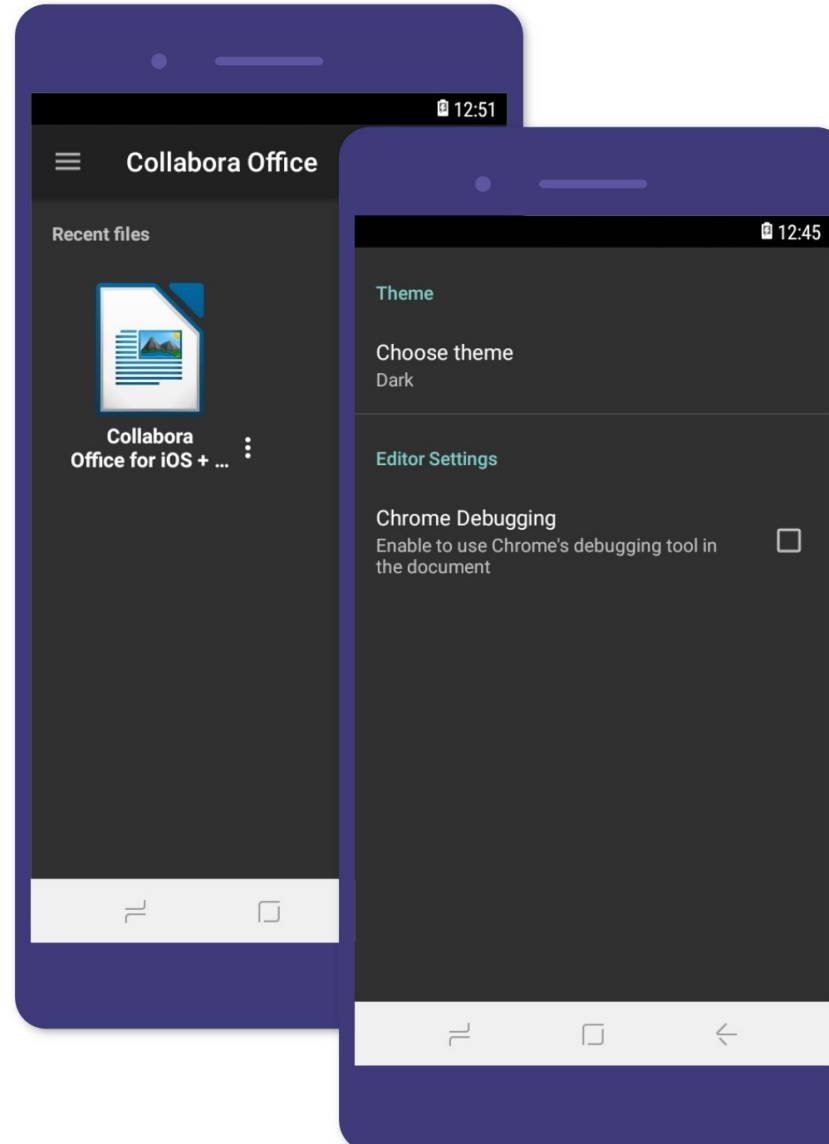 12:51
Collabora Office
Recent files
Collabora
Office for iOS + ...
12:45
Theme
Choose theme
Dark
Editor Settings
Chrome Debugging
Enable to use Chrome's debugging tool in
the document